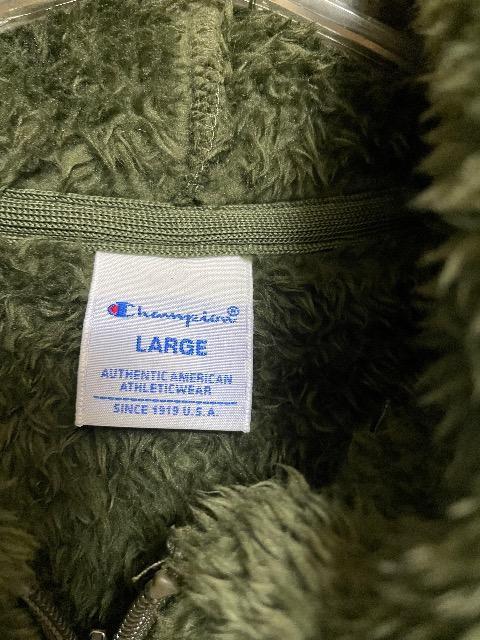 Champion®
LARGE
AUTHENTIC AMERICAN
ATHLETICWEAR
SINCE 1919 U.S.A.